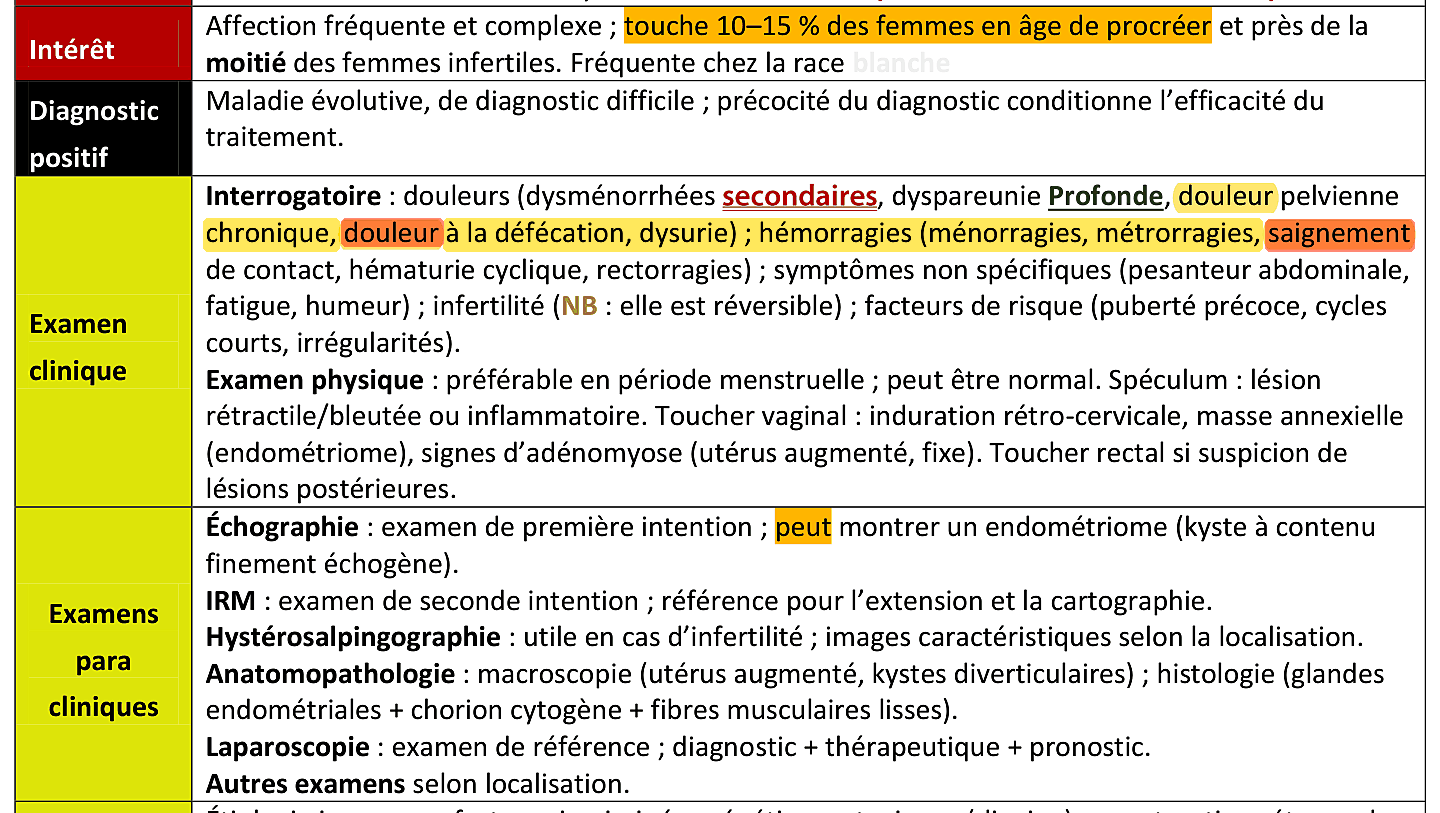 Intérêt
Affection fréquente et complexe ; touche 10–15 % des femmes en âge de procréer et près de la
moitié des femmes infertiles. Fréquente chez la race blanche
Diagnostic
positif
Maladie évolutive, de diagnostic difficile ; précocité du diagnostic conditionne l’efficacité du
traitement.
Examen
clinique
Interrogatoire : douleurs (dysménorrhées secondaires, dyspareunie Profonde, douleur pelvienne
chronique, douleur à la défécation, dysurie) ; hémorragies (ménorragies, métrorragies, saignement
de contact, hématurie cyclique, rectorragies) ; symptômes non spécifiques (pesanteur abdominale,
fatigue, humeur) ; infertilité (NB : elle est réversible) ; facteurs de risque (puberté précoce, cycles
courts, irrégularités).
Examen physique : préférable en période menstruelle ; peut être normal. Spéculum : lésion
rétractile/bleutée ou inflammatoire. Toucher vaginal : induration rétro-cervicale, masse annexielle
(endométriome), signes d’adénomyose (utérus augmenté, fixe). Toucher rectal si suspicion de
lésions postérieures.
Examens
para
cliniques
Échographie : examen de première intention ; peut montrer un endométriome (kyste à contenu
finement échogène).
IRM : examen de seconde intention ; référence pour l’extension et la cartographie.
Hystérosalpingographie : utile en cas d’infertilité ; images caractéristiques selon la localisation.
Anatomopathologie : macroscopie (utérus augmenté, kystes diverticulaires) ; histologie (glandes
endométriales + chorion cytogène + fibres musculaires lisses).
Laparoscopie : examen de référence ; diagnostic + thérapeutique + pronostic.
Autres examens selon localisation.